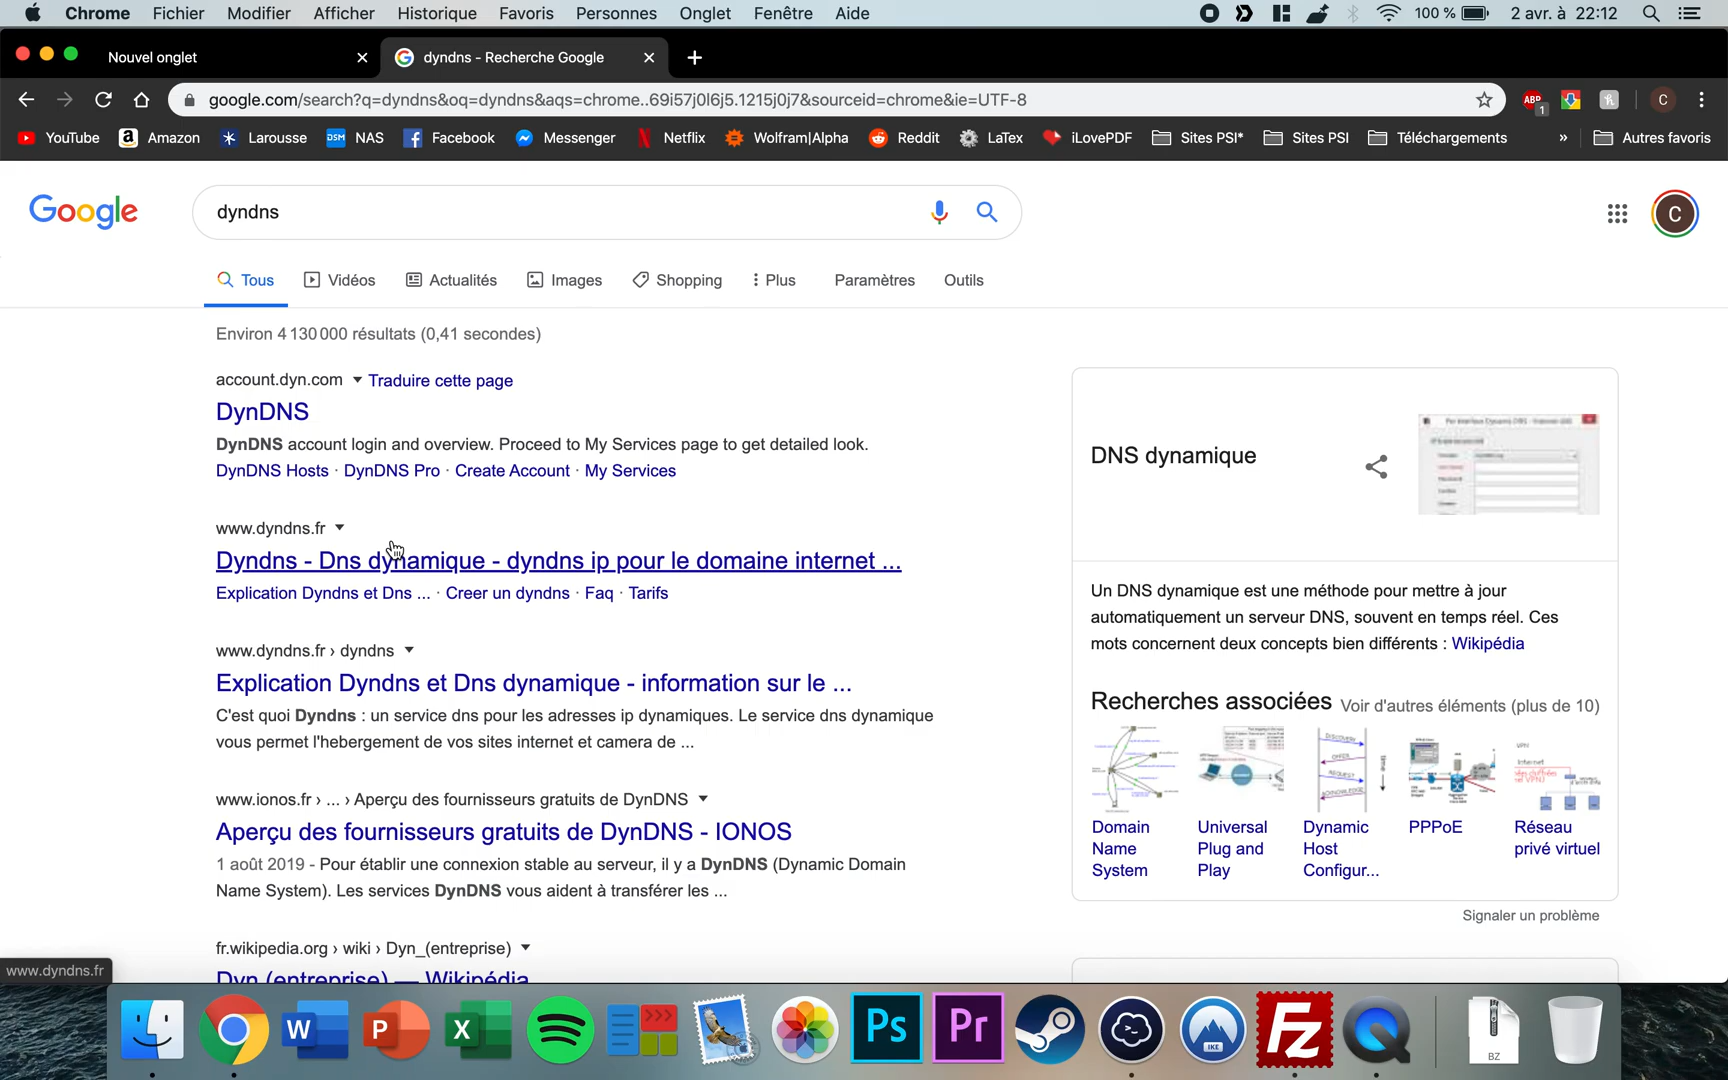 Chrome Fichier Modifier Afficher Historique Favoris Personnes Onglet Fenêtre Aide 100 % 2 avr. à 22:12
Nouvel onglet dyndns - Recherche Google
google.com/search?q=dyndns&oq=dyndns&aqs=chrome..69i57j0l6j5.1215j0j7&sourceid=chrome&ie=UTF-8 ABP 1 C
YouTube Amazon Larousse DSM NAS Facebook Messenger Netflix Wolfram|Alpha Reddit LaTex iLovePDF Sites PSI* Sites PSI Téléchargements » Autres favoris
Google dyndns C
Tous Vidéos Actualités Images Shopping Plus Paramètres Outils
Environ 4 130 000 résultats (0,41 secondes)
account.dyn.com Traduire cette page
DynDNS
DynDNS account login and overview. Proceed to My Services page to get detailed look.
DynDNS Hosts · DynDNS Pro · Create Account · My Services
www.dyndns.fr
Dyndns - Dns dynamique - dyndns ip pour le domaine internet ...
Explication Dyndns et Dns ... · Creer un dyndns · Faq · Tarifs
www.dyndns.fr › dyndns
Explication Dyndns et Dns dynamique - information sur le ...
C'est quoi Dyndns : un service dns pour les adresses ip dynamiques. Le service dns dynamique
vous permet l'hebergement de vos sites internet et camera de ...
www.ionos.fr › ... › Aperçu des fournisseurs gratuits de DynDNS
Aperçu des fournisseurs gratuits de DynDNS - IONOS
1 août 2019 - Pour établir une connexion stable au serveur, il y a DynDNS (Dynamic Domain
Name System). Les services DynDNS vous aident à transférer les ...
fr.wikipedia.org › wiki › Dyn_(entreprise)
Dyn (entreprise) — Wikipédia
DNS dynamique
Un DNS dynamique est une méthode pour mettre à jour
automatiquement un serveur DNS, souvent en temps réel. Ces
mots concernent deux concepts bien différents : Wikipédia
Recherches associées Voir d'autres éléments (plus de 10)
Domain
Name
System
Universal
Plug and
Play
Dynamic
Host
Configur...
PPPoE
Réseau
privé virtuel
Signaler un problème
www.dyndns.fr
W P X Ps Pr IKE Fz BZ